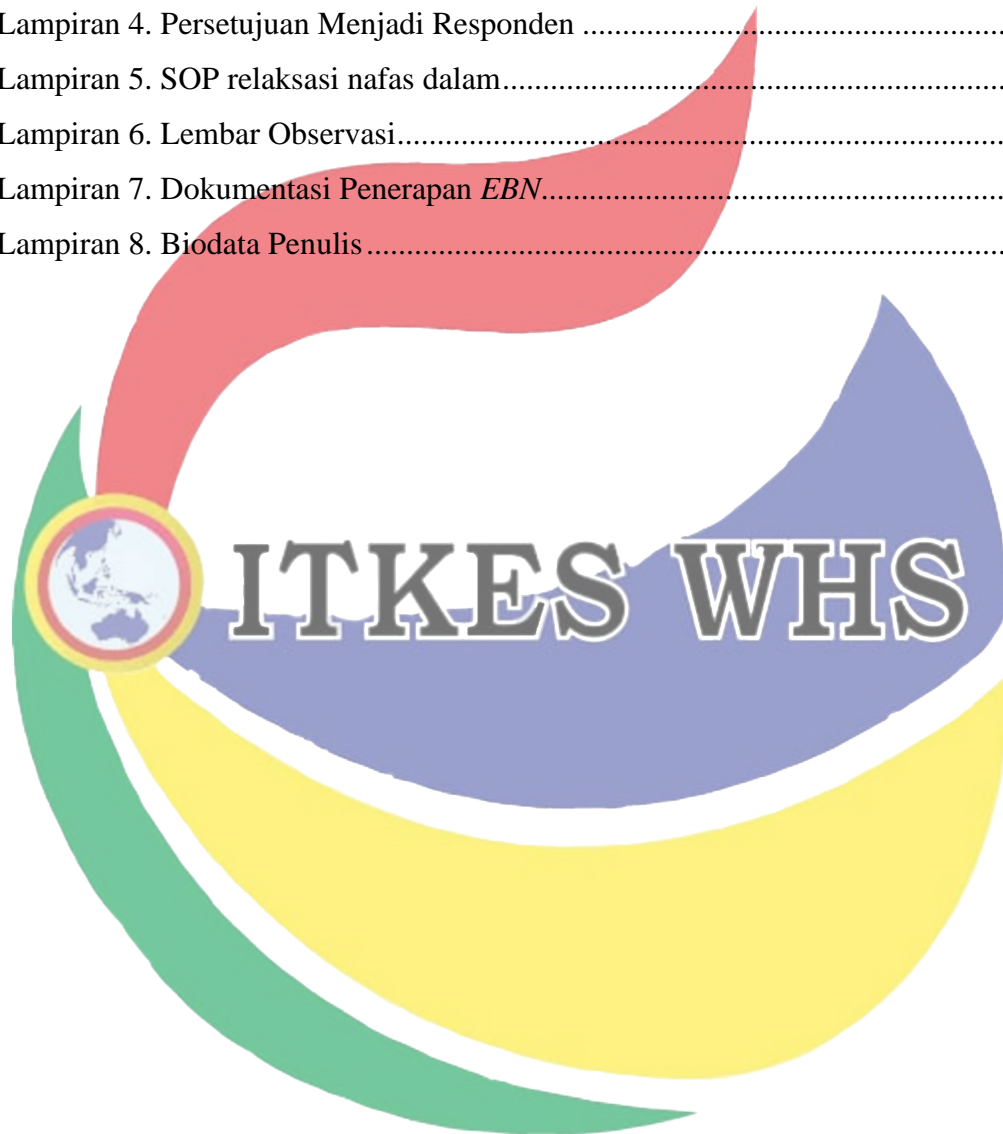 Lampiran 4. Persetujuan Menjadi Responden ........................................
Lampiran 5. SOP relaksasi nafas dalam..................................................
Lampiran 6. Lembar Observasi...............................................................
Lampiran 7. Dokumentasi Penerapan EBN.............................................
Lampiran 8. Biodata Penulis...................................................................
ITKES WHS